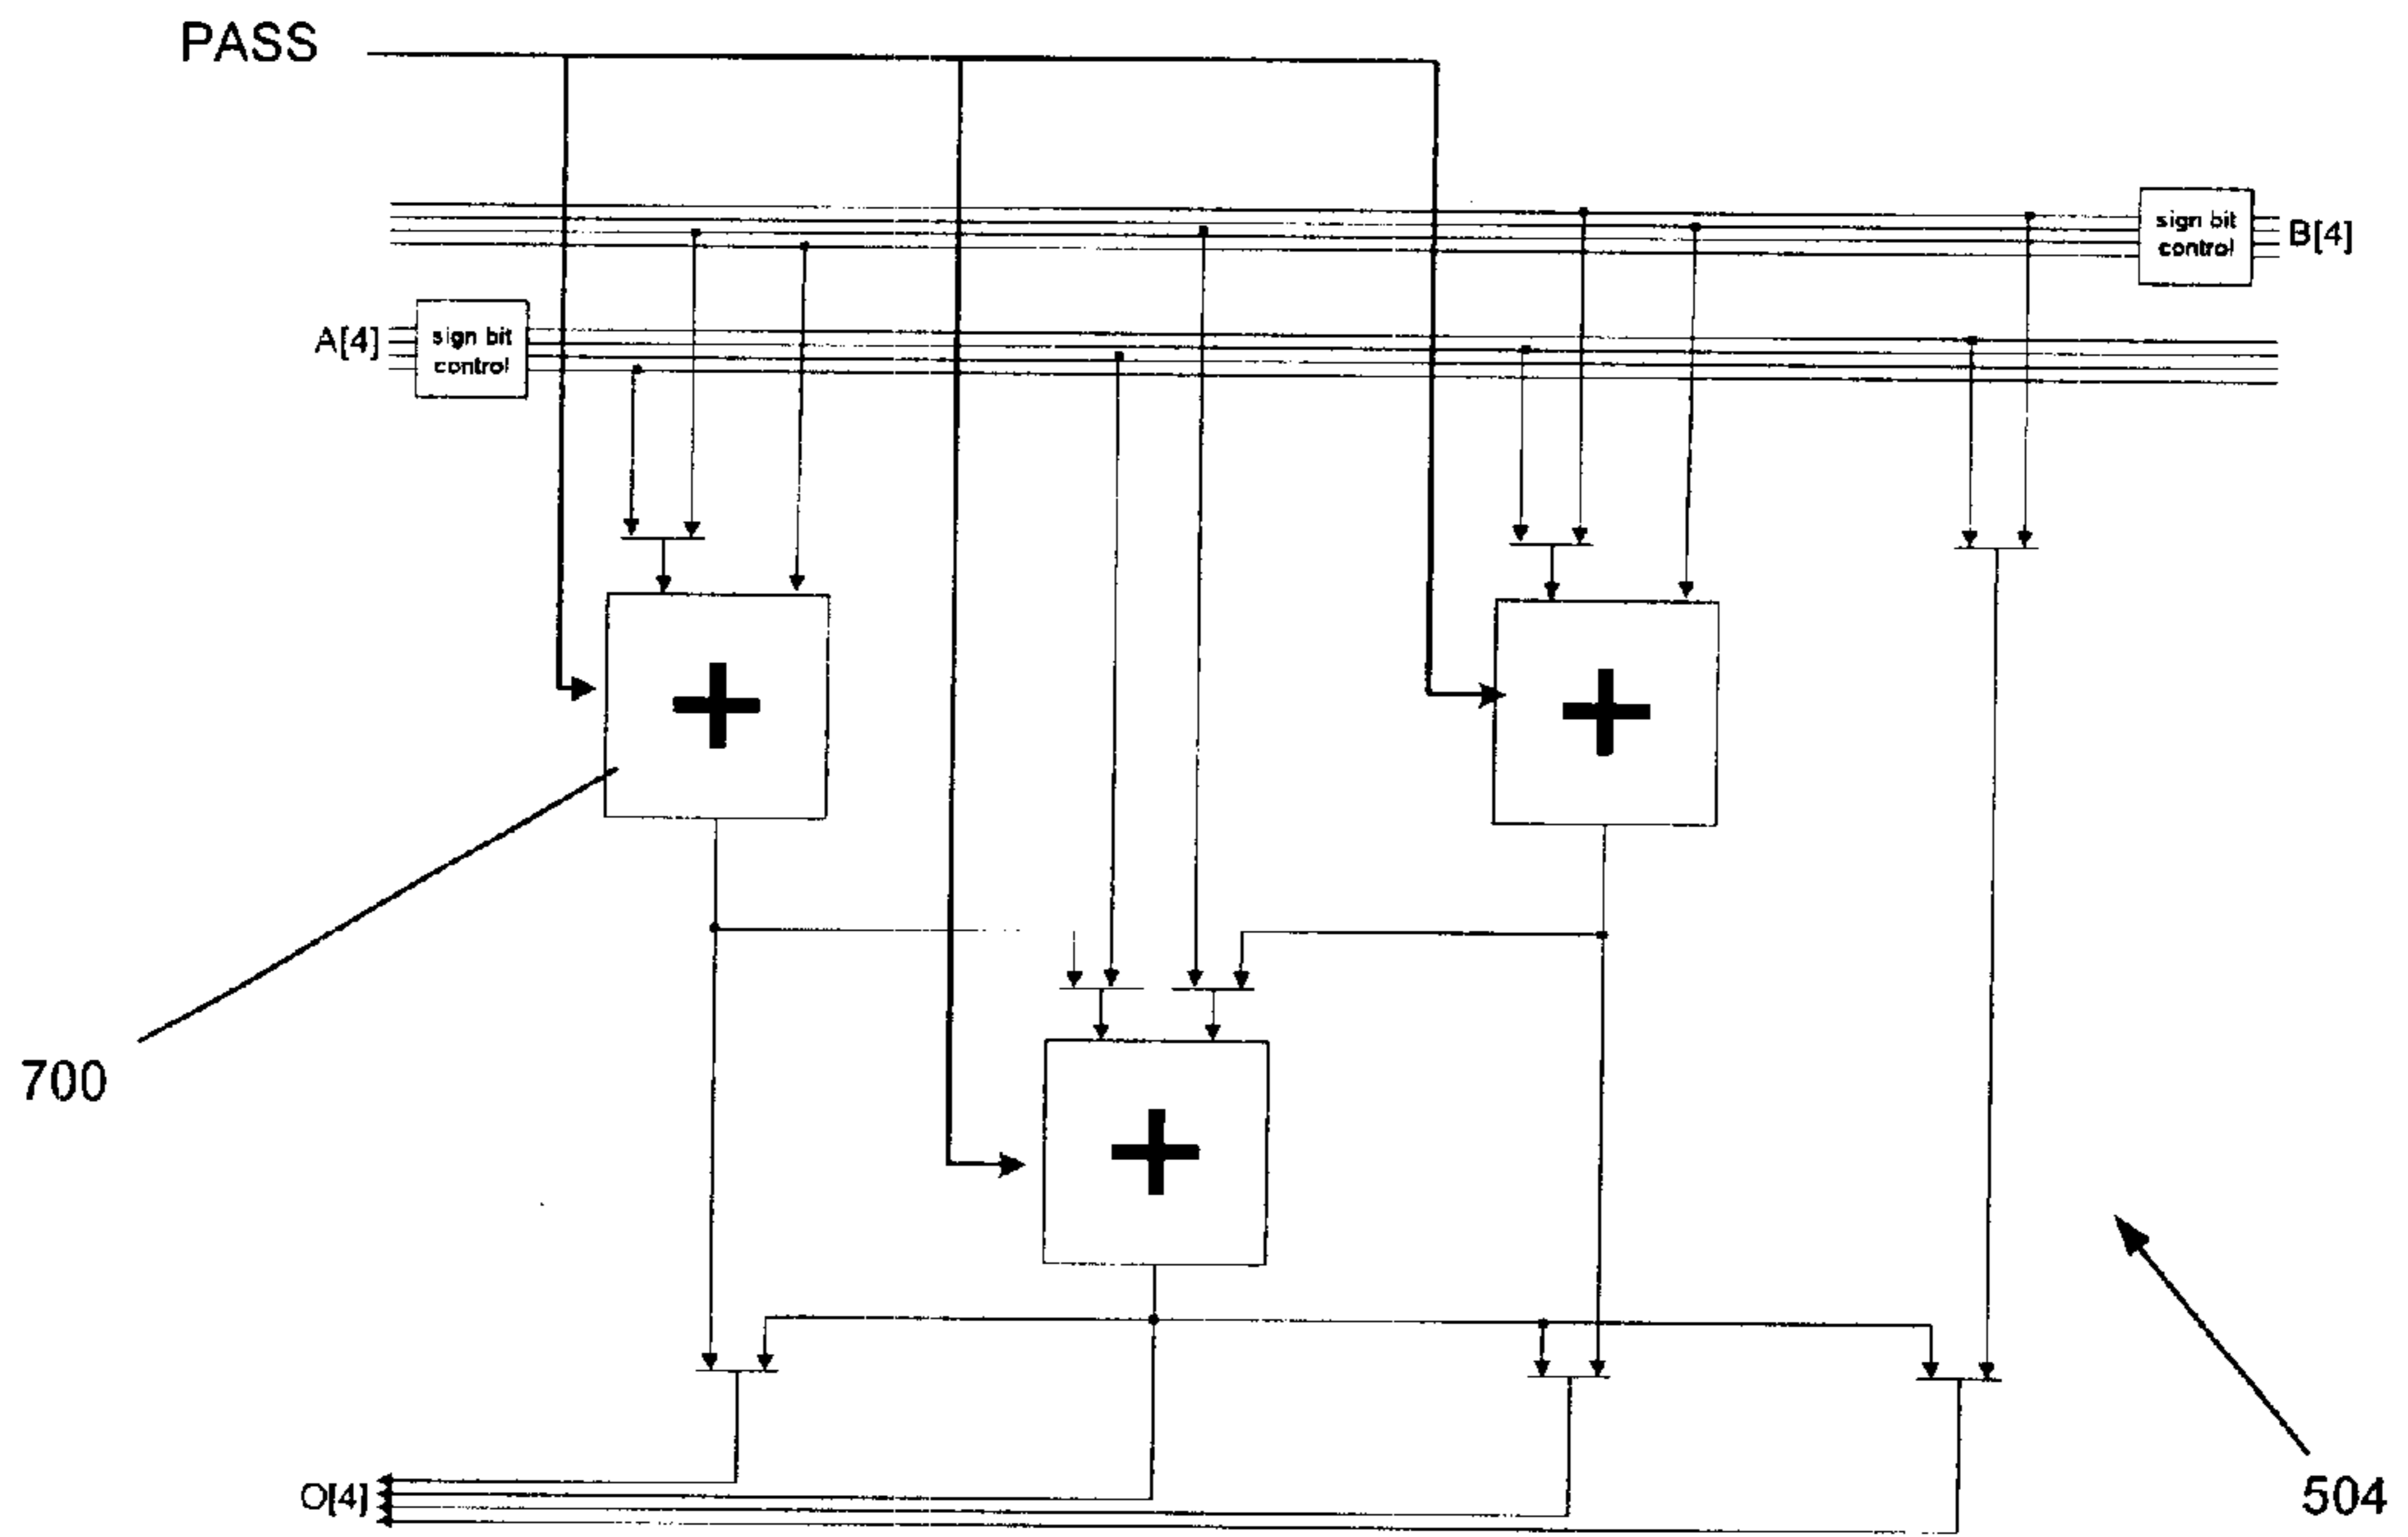 PASS
sign bit
control
B[4]
A[4]
sign bit
control
+
+
700
+
O[4]
504